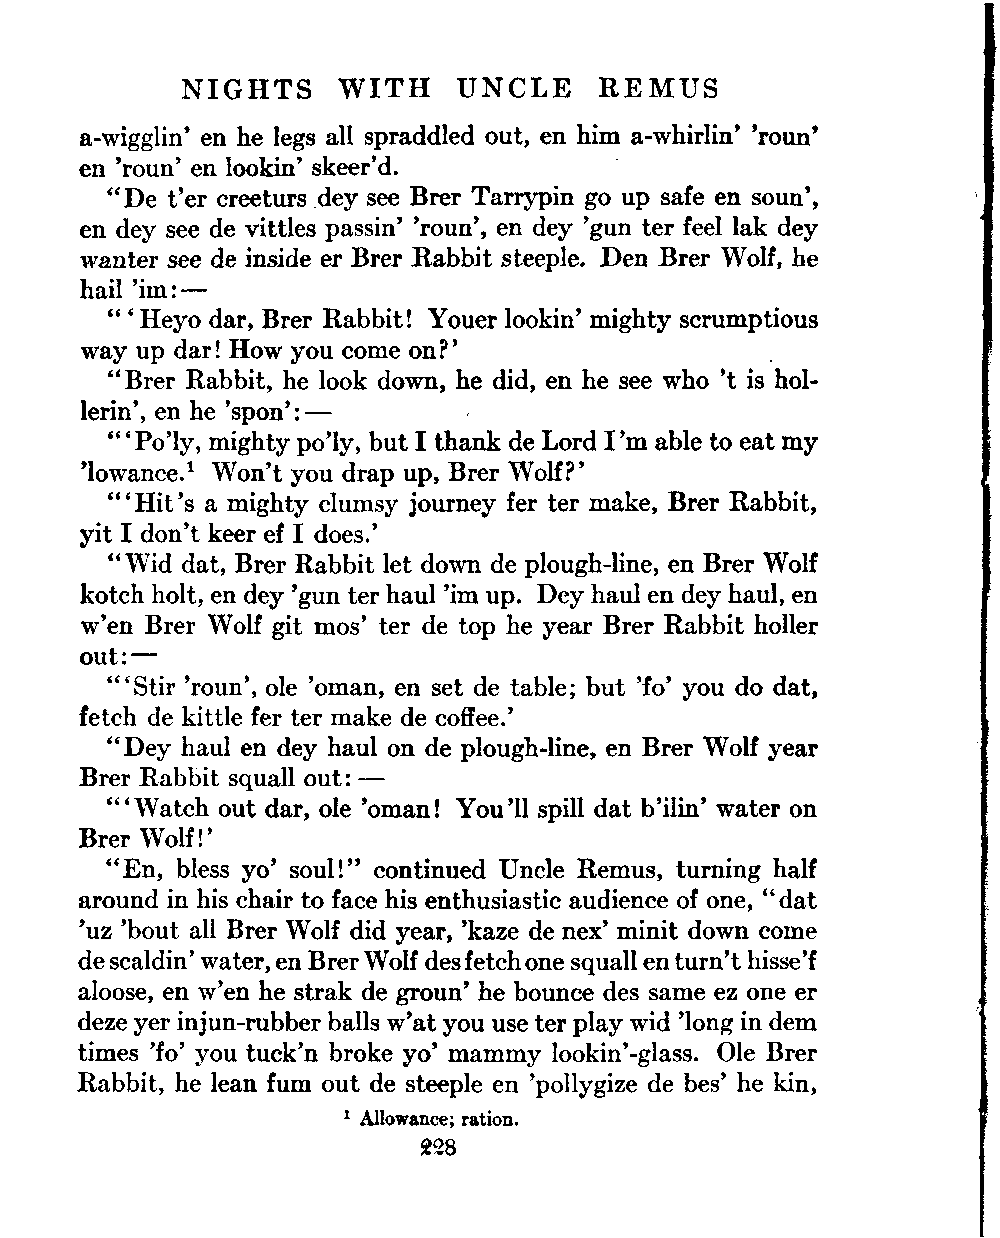 NIGHTS WITH UNCLE REMUS
a-wigglin' en he legs all spraddled out, en him a-whirlin' 'roun'
en 'roun' en lookin' skeer'd.
"De t'er creeturs dey see Brer Tarrypin go up safe en soun',
en dey see de vittles passin' 'roun', en dey 'gun ter feel lak dey
wanter see de inside er Brer Rabbit steeple. Den Brer Wolf, he
hail 'im:—
"'Heyo dar, Brer Rabbit! Youer lookin' mighty scrumptious
way up dar! How you come on?'
"Brer Rabbit, he look down, he did, en he see who 't is hol-
lerin', en he 'spon':—
"'Po'ly, mighty po'ly, but I thank de Lord I'm able to eat my
'lowance.¹ Won't you drap up, Brer Wolf?'
"'Hit's a mighty clumsy journey fer ter make, Brer Rabbit,
yit I don't keer ef I does.'
"Wid dat, Brer Rabbit let down de plough-line, en Brer Wolf
kotch holt, en dey 'gun ter haul 'im up. Dey haul en dey haul, en
w'en Brer Wolf git mos' ter de top he year Brer Rabbit holler
out:—
"'Stir 'roun', ole 'oman, en set de table; but 'fo' you do dat,
fetch de kittle fer ter make de coffee.'
"Dey haul en dey haul on de plough-line, en Brer Wolf year
Brer Rabbit squall out:—
"'Watch out dar, ole 'oman! You'll spill dat b'ilin' water on
Brer Wolf!'
"En, bless yo' soul!" continued Uncle Remus, turning half
around in his chair to face his enthusiastic audience of one, "dat
'uz 'bout all Brer Wolf did year, 'kaze de nex' minit down come
de scaldin' water, en Brer Wolf des fetch one squall en turn't hisse'f
aloose, en w'en he strak de groun' he bounce des same ez one er
deze yer injun-rubber balls w'at you use ter play wid 'long in dem
times 'fo' you tuck'n broke yo' mammy lookin'-glass. Ole Brer
Rabbit, he lean fum out de steeple en 'pollygize de bes' he kin,
¹ Allowance; ration.
228